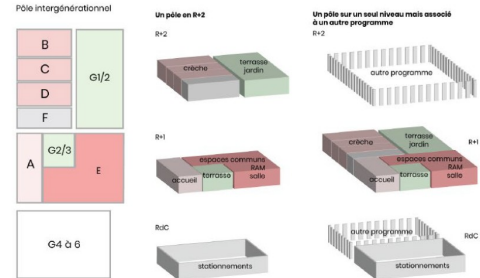 Pôle intergénérationnel
B
C
D
F
G1/2
A
G2/3
E
G4 à 6
Un pôle en R+2
R+2
crèche
terrasse
jardin
R+1
espaces communs
RAM
salle
accueil
terrasse
RdC
stationnements
Un pôle sur un seul niveau mais associé
à un autre programme
R+2
autre programme
crèche
terrasse
jardin
R+1
espaces communs
RAM
salle
accueil
terrasse
autre programme
RdC
stationnements